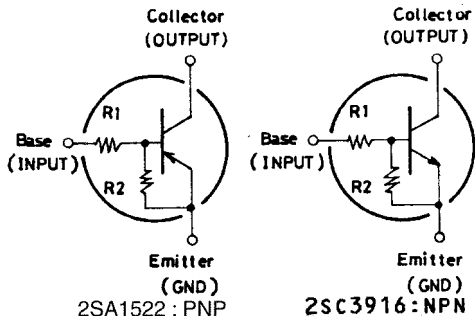 Collector
(OUTPUT)
R1
Base
(INPUT)
R2
Emitter
(GND)
2SA1522 : PNP
Collector
(OUTPUT)
R1
Base
(INPUT)
R2
Emitter
(GND)
2SC3916:NPN